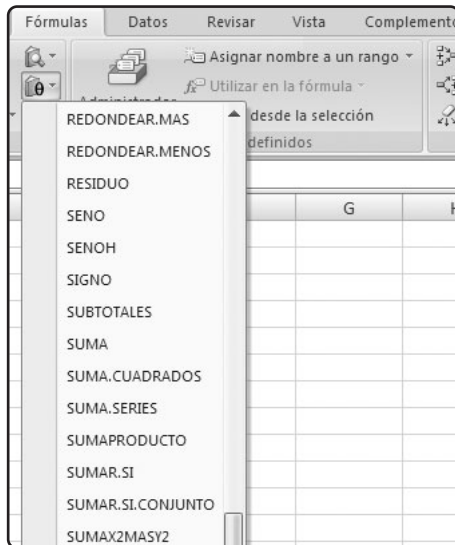 Fórmulas Datos Revisar Vista Complemento
Asignar nombre a un rango
Utilizar en la fórmula
desde la selección
definidos
G
REDONDEAR.MAS
REDONDEAR.MENOS
RESIDUO
SENO
SENOH
SIGNO
SUBTOTALES
SUMA
SUMA.CUADRADOS
SUMA.SERIES
SUMAPRODUCTO
SUMAR.SI
SUMAR.SI.CONJUNTO
SUMAX2MASY2